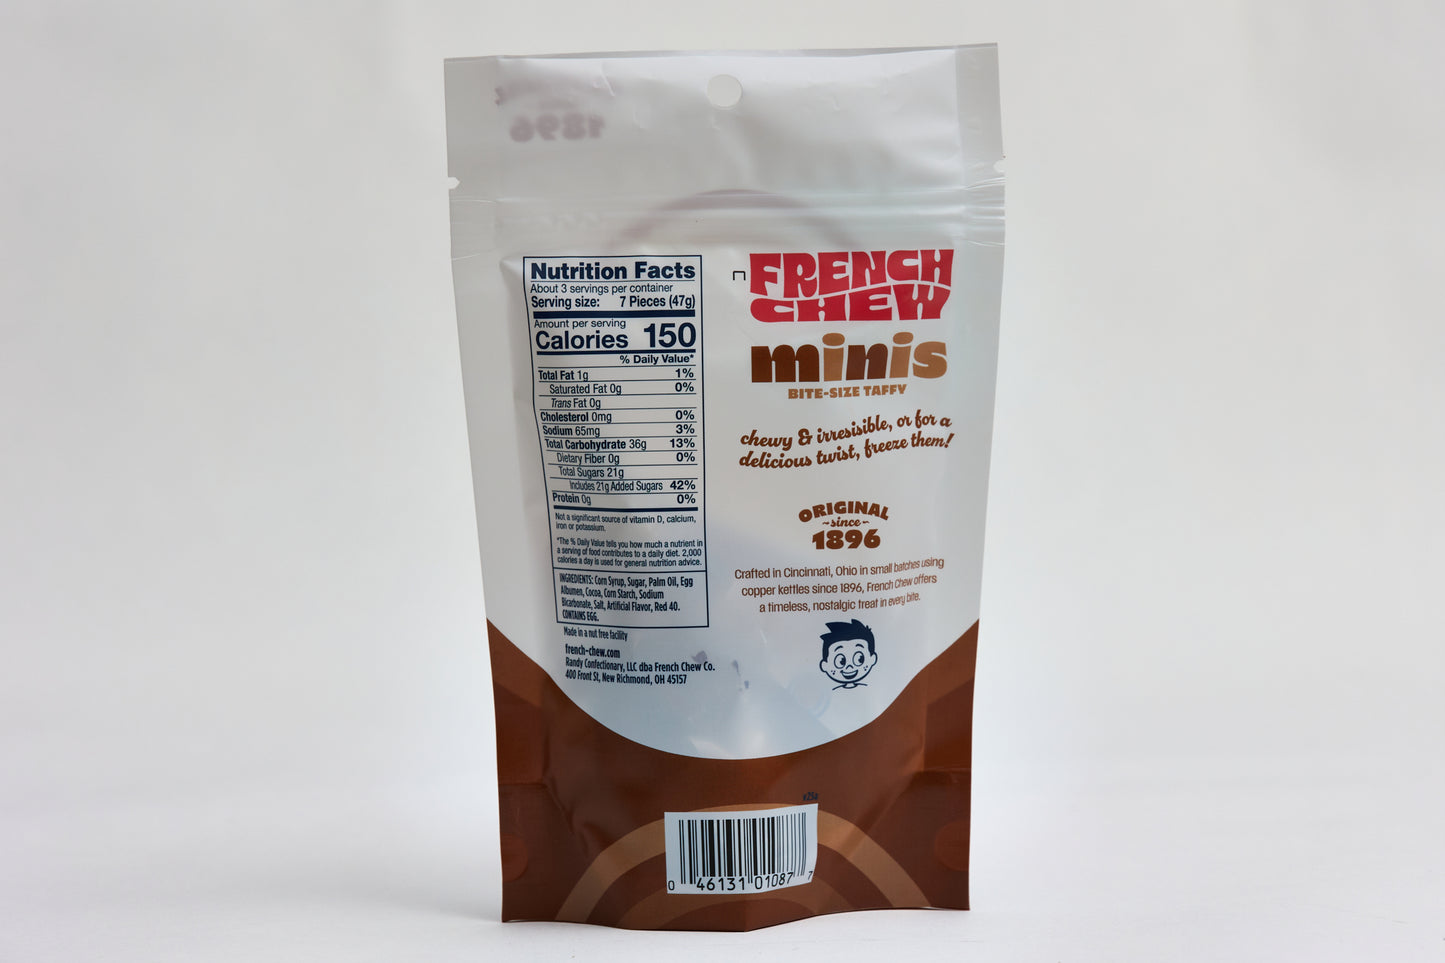 1896
Nutrition Facts
About 3 servings per container
Serving size: 7 Pieces (47g)
Amount per serving
Calories 150
% Daily Value*
Total Fat 1g 1%
Saturated Fat 0g 0%
Trans Fat 0g
Cholesterol 0mg 0%
Sodium 65mg 3%
Total Carbohydrate 36g 13%
Dietary Fiber 0g 0%
Total Sugars 21g
Includes 21g Added Sugars 42%
Protein 0g 0%
Not a significant source of vitamin D, calcium,
iron or potassium.
*The % Daily Value tells you how much a nutrient in
a serving of food contributes to a daily diet. 2,000
calories a day is used for general nutrition advice.
INGREDIENTS: Corn Syrup, Sugar, Palm Oil, Egg
Albumen, Cocoa, Corn Starch, Sodium
Bicarbonate, Salt, Artificial Flavor, Red 40.
CONTAINS EGG.
Made in a nut free facility
french-chew.com
Randy Confectionary, LLC dba French Chew Co.
400 Front St, New Richmond, OH 45157
FRENCH
CHEW
minis
BITE-SIZE TAFFY
chewy & irresisible, or for a
delicious twist, freeze them!
ORIGINAL
~since~
1896
Crafted in Cincinnati, Ohio in small batches using
copper kettles since 1896, French Chew offers
a timeless, nostalgic treat in every bite.
v25a
0 46131 01087 7